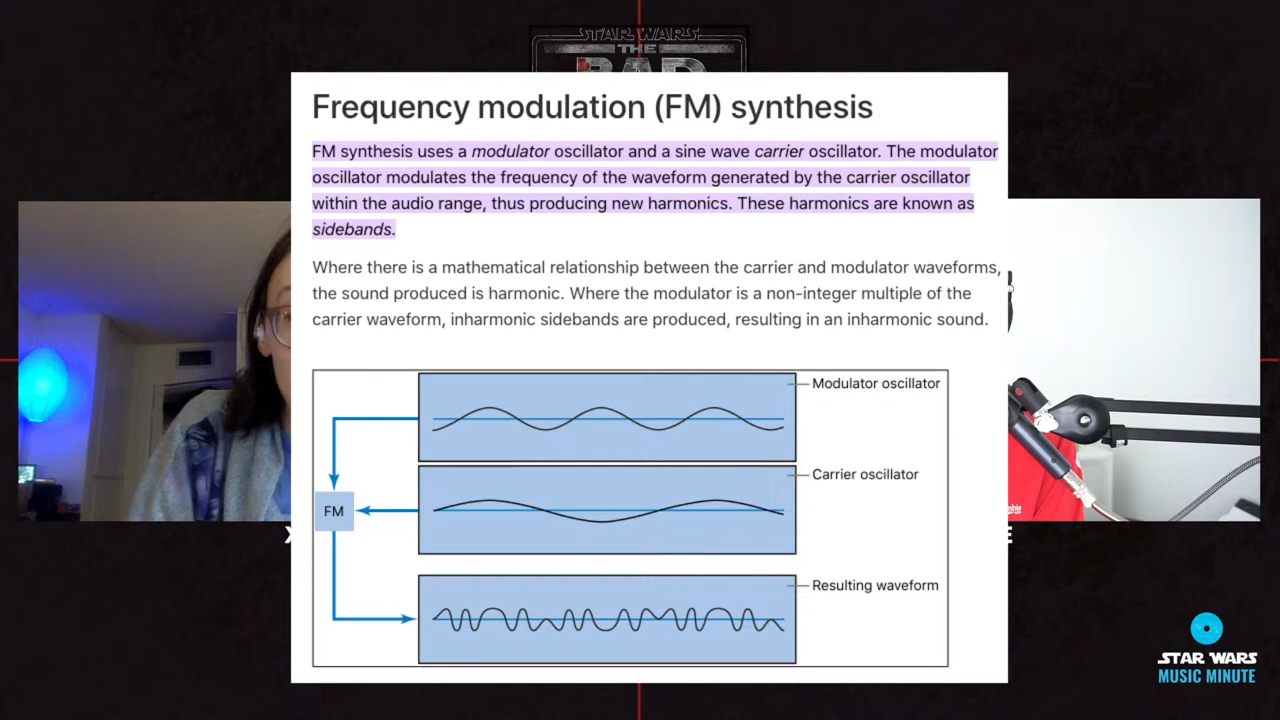 STAR WARS
THE
BAD
Frequency modulation (FM) synthesis
FM synthesis uses a modulator oscillator and a sine wave carrier oscillator. The modulator
oscillator modulates the frequency of the waveform generated by the carrier oscillator
within the audio range, thus producing new harmonics. These harmonics are known as
sidebands.
Where there is a mathematical relationship between the carrier and modulator waveforms,
the sound produced is harmonic. Where the modulator is a non-integer multiple of the
carrier waveform, inharmonic sidebands are produced, resulting in an inharmonic sound.
Modulator oscillator
Carrier oscillator
FM
Resulting waveform
STAR WARS
MUSIC MINUTE